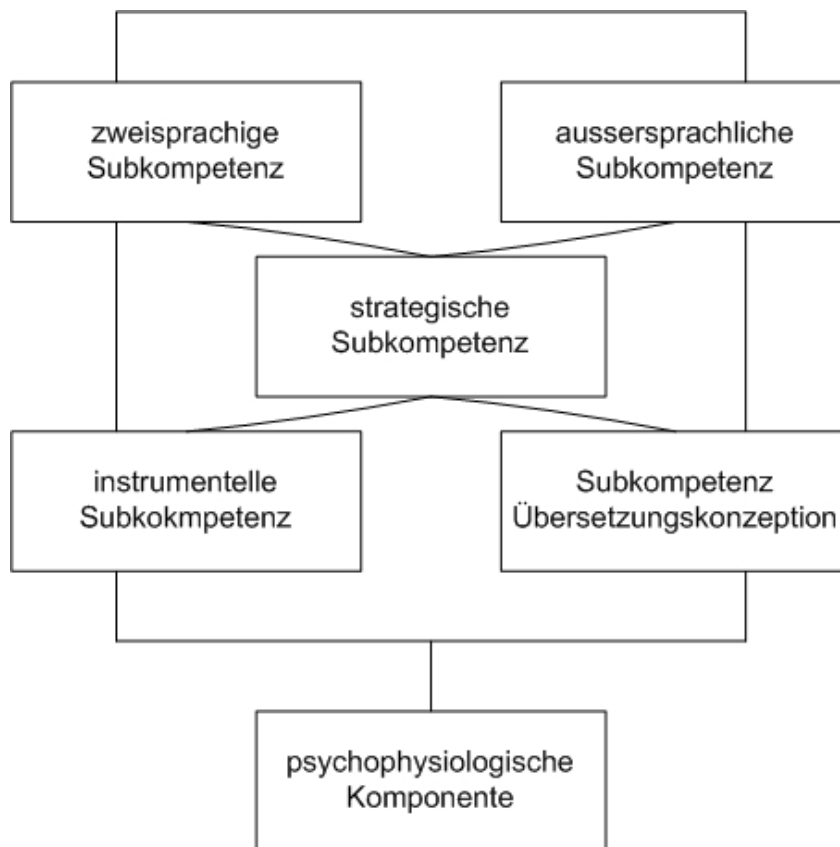 zweisprachige
Subkompetenz
aussersprachliche
Subkompetenz
strategische
Subkompetenz
instrumentelle
Subkokmpetenz
Subkompetenz
Übersetzungskonzeption
psychophysiologische
Komponente